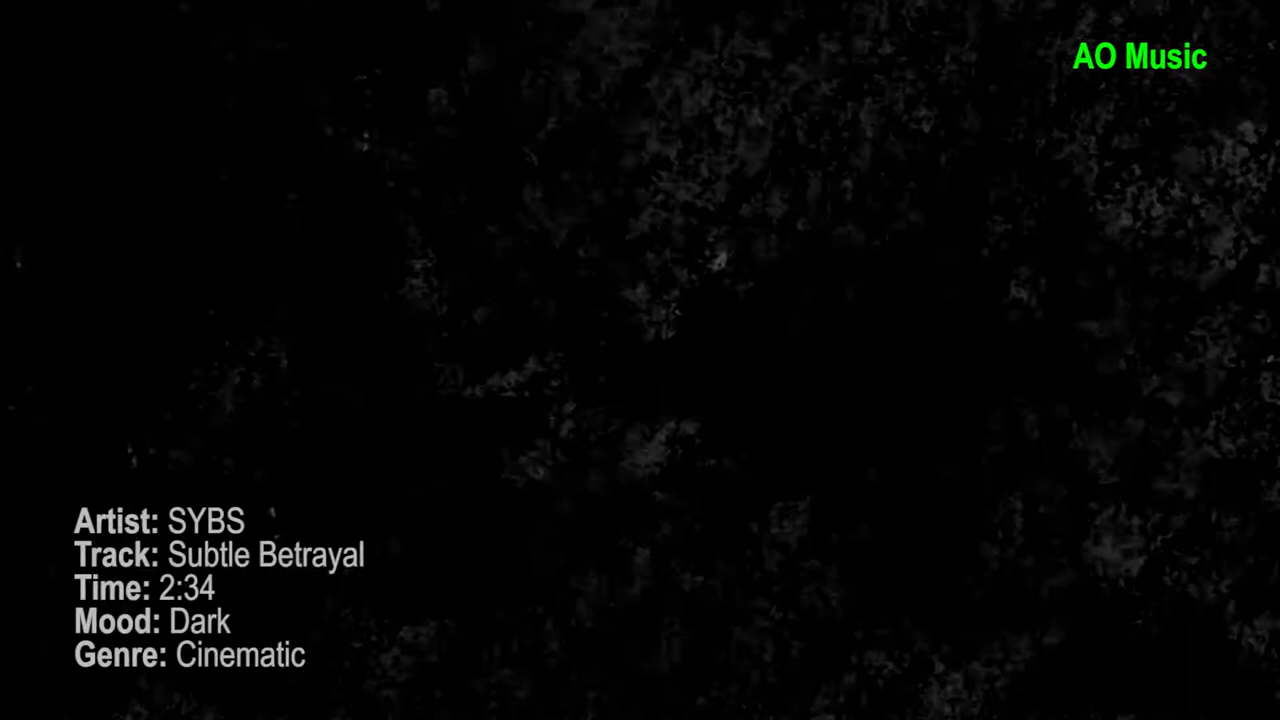 AO Music
Artist: SYBS
Track: Subtle Betrayal
Time: 2:34
Mood: Dark
Genre: Cinematic